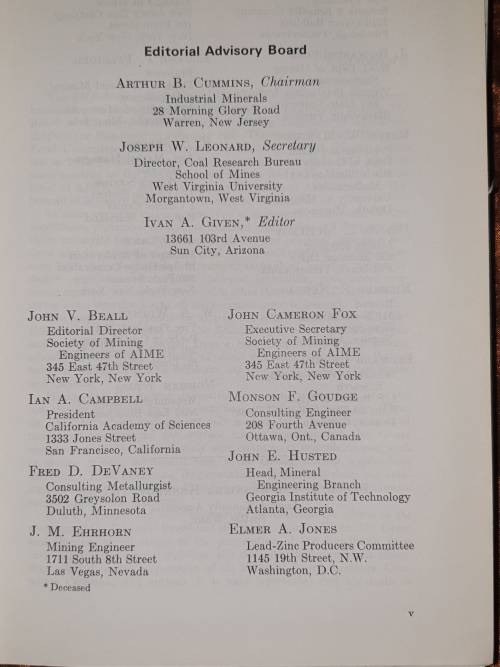 Editorial Advisory Board
ARTHUR B. CUMMINS, Chairman
Industrial Minerals
28 Morning Glory Road
Warren, New Jersey
JOSEPH W. LEONARD, Secretary
Director, Coal Research Bureau
School of Mines
West Virginia University
Morgantown, West Virginia
IVAN A. GIVEN,* Editor
13661 103rd Avenue
Sun City, Arizona
JOHN V. BEALL
Editorial Director
Society of Mining
Engineers of AIME
345 East 47th Street
New York, New York
IAN A. CAMPBELL
President
California Academy of Sciences
1333 Jones Street
San Francisco, California
FRED D. DEVANEY
Consulting Metallurgist
3502 Greysolon Road
Duluth, Minnesota
J. M. EHRHORN
Mining Engineer
1711 South 8th Street
Las Vegas, Nevada
* Deceased
JOHN CAMERON FOX
Executive Secretary
Society of Mining
Engineers of AIME
345 East 47th Street
New York, New York
MONSON F. GOUDGE
Consulting Engineer
208 Fourth Avenue
Ottawa, Ont., Canada
JOHN E. HUSTED
Head, Mineral
Engineering Branch
Georgia Institute of Technology
Atlanta, Georgia
ELMER A. JONES
Lead-Zinc Producers Committee
1145 19th Street, N.W.
Washington, D.C.
v